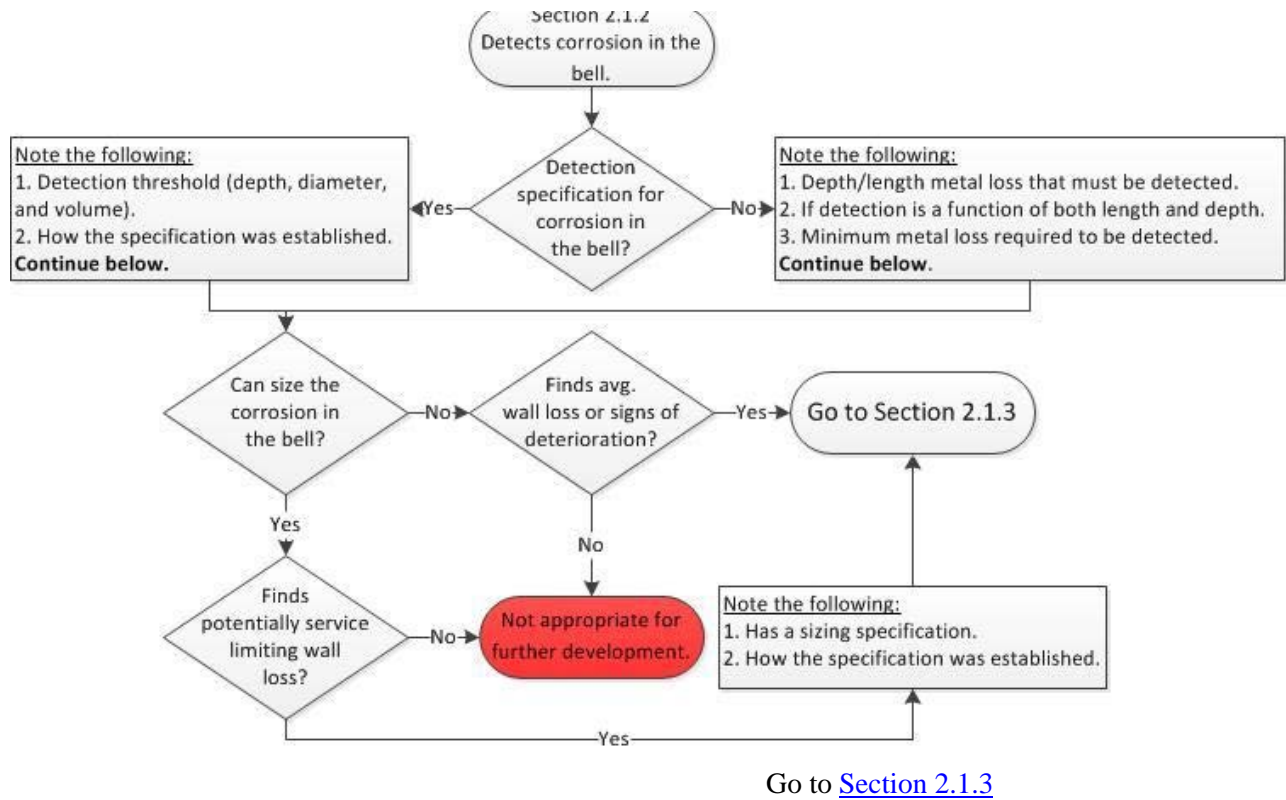 Section 2.1.2
Detects corrosion in the
bell.
Note the following:
1. Detection threshold (depth, diameter,
and volume).
2. How the specification was established.
Continue below.
Yes
Detection
specification for
corrosion in
the bell?
No
Note the following:
1. Depth/length metal loss that must be detected.
2. If detection is a function of both length and depth.
3. Minimum metal loss required to be detected.
Continue below.
Can size the
corrosion in
the bell?
No
Finds avg.
wall loss or signs of
deterioration?
Yes
Go to Section 2.1.3
Yes
No
Finds
potentially service
limiting wall
loss?
No
Not appropriate for
further development.
Note the following:
1. Has a sizing specification.
2. How the specification was established.
Yes
Go to Section 2.1.3